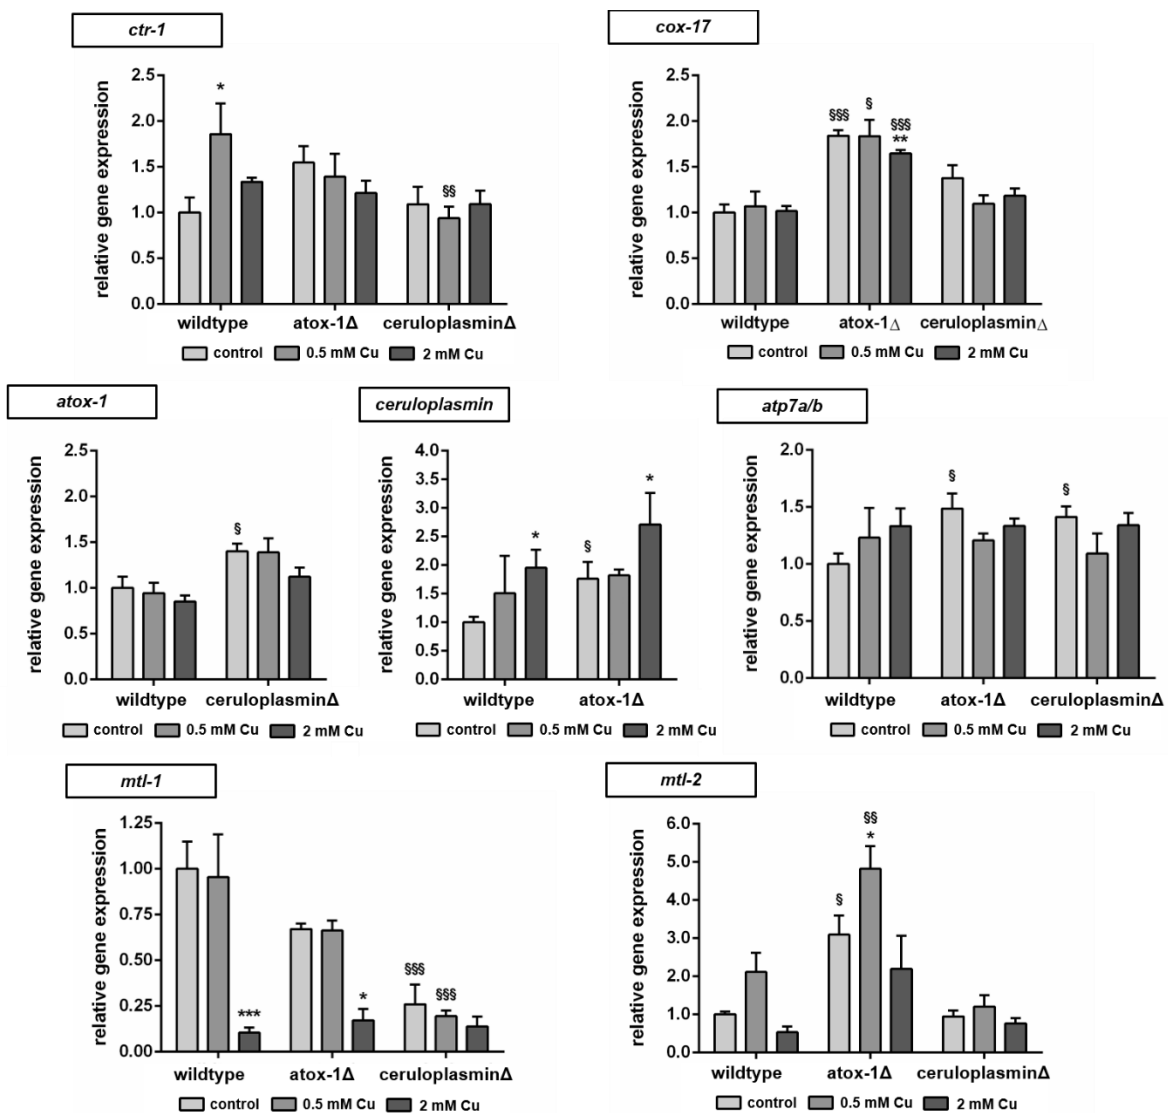 ctr-1
relative gene expression
2.5
2.0
1.5
1.0
0.5
0.0
*
§§
wildtype atox-1Δ ceruloplasminΔ
control 0.5 mM Cu 2 mM Cu
cox-17
relative gene expression
2.5
2.0
1.5
1.0
0.5
0.0
§§§
§
§§§
**
wildtype atox-1Δ ceruloplasminΔ
control 0.5 mM Cu 2 mM Cu
atox-1
relative gene expression
2.5
2.0
1.5
1.0
0.5
0.0
§
wildtype ceruloplasminΔ
control 0.5 mM Cu 2 mM Cu
ceruloplasmin
relative gene expression
4.0
3.5
3.0
2.5
2.0
1.5
1.0
0.5
0.0
*
§
*
wildtype atox-1Δ
control 0.5 mM Cu 2 mM Cu
atp7a/b
relative gene expression
2.0
1.5
1.0
0.5
0.0
§
§
wildtype atox-1Δ ceruloplasminΔ
control 0.5 mM Cu 2 mM Cu
mtl-1
relative gene expression
1.25
1.00
0.75
0.50
0.25
0.00
***
*
§§§
§§§
wildtype atox-1Δ ceruloplasminΔ
control 0.5 mM Cu 2 mM Cu
mtl-2
relative gene expression
6.0
5.0
4.0
3.0
2.0
1.0
0.0
§
§§
*
wildtype atox-1Δ ceruloplasminΔ
control 0.5 mM Cu 2 mM Cu